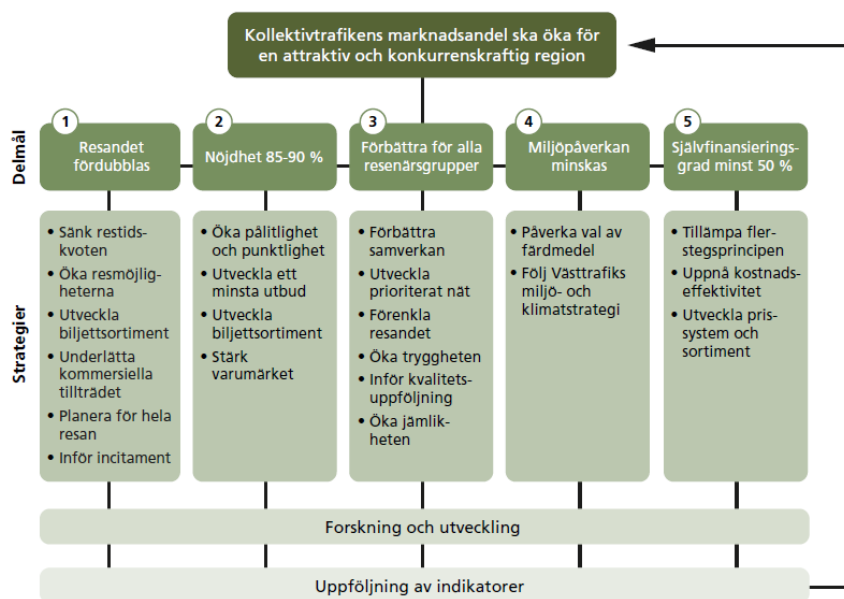 Kollektivtrafikens marknadsandel ska öka för
en attraktiv och konkurrenskraftig region
Delmål
1
Resandet
fördubblas
2
Nöjdhet 85-90 %
3
Förbättra för alla
resenärsgrupper
4
Miljöpåverkan
minskas
5
Självfinansierings-
grad minst 50 %
Strategier
• Sänk restids-
kvoten
• Öka resmöjlig-
heterna
• Utveckla
biljettsortiment
• Underlätta
kommersiella
tillträdet
• Planera för hela
resan
• Inför incitament
• Öka pålitlighet
och punktlighet
• Utveckla ett
minsta utbud
• Utveckla
biljettsortiment
• Stärk
varumärket
• Förbättra
samverkan
• Utveckla
prioriterat nät
• Förenkla
resandet
• Öka tryggheten
• Inför kvalitets-
uppföljning
• Öka jämlik-
heten
• Påverka val av
färdmedel
• Följ Västtrafiks
miljö- och
klimatstrategi
• Tillämpa fler-
stegsprincipen
• Uppnå kostnads-
effektivitet
• Utveckla pris-
system och
sortiment
Forskning och utveckling
Uppföljning av indikatorer